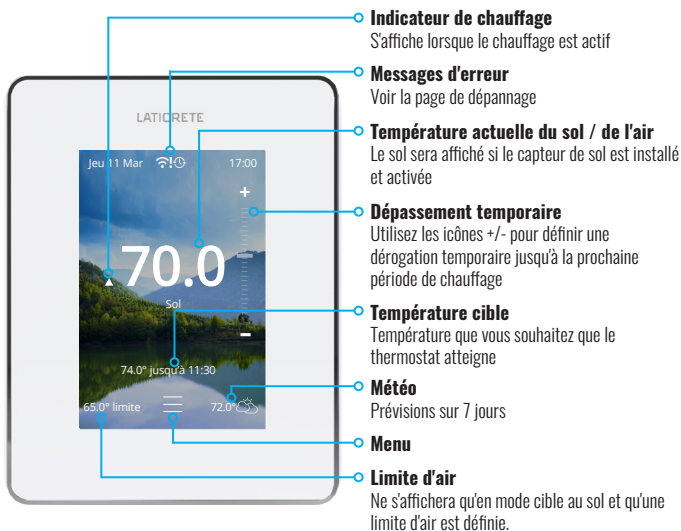 Indicateur de chauffage
S'affiche lorsque le chauffage est actif
Messages d'erreur
Voir la page de dépannage
Température actuelle du sol / de l'air
Le sol sera affiché si le capteur de sol est installé
et activée
Dépassement temporaire
Utilisez les icônes +/- pour définir une
dérogation temporaire jusqu'à la prochaine
période de chauffage
Température cible
Température que vous souhaitez que le
thermostat atteigne
Météo
Prévisions sur 7 jours
Menu
Limite d'air
Ne s'affichera qu'en mode cible au sol et qu'une
limite d'air est définie.
LATICRETE
Jeu 11 Mar 17:00
+
70.0
Sol
-
74.0° jusqu'à 11:30
65.0° limite 72.0°